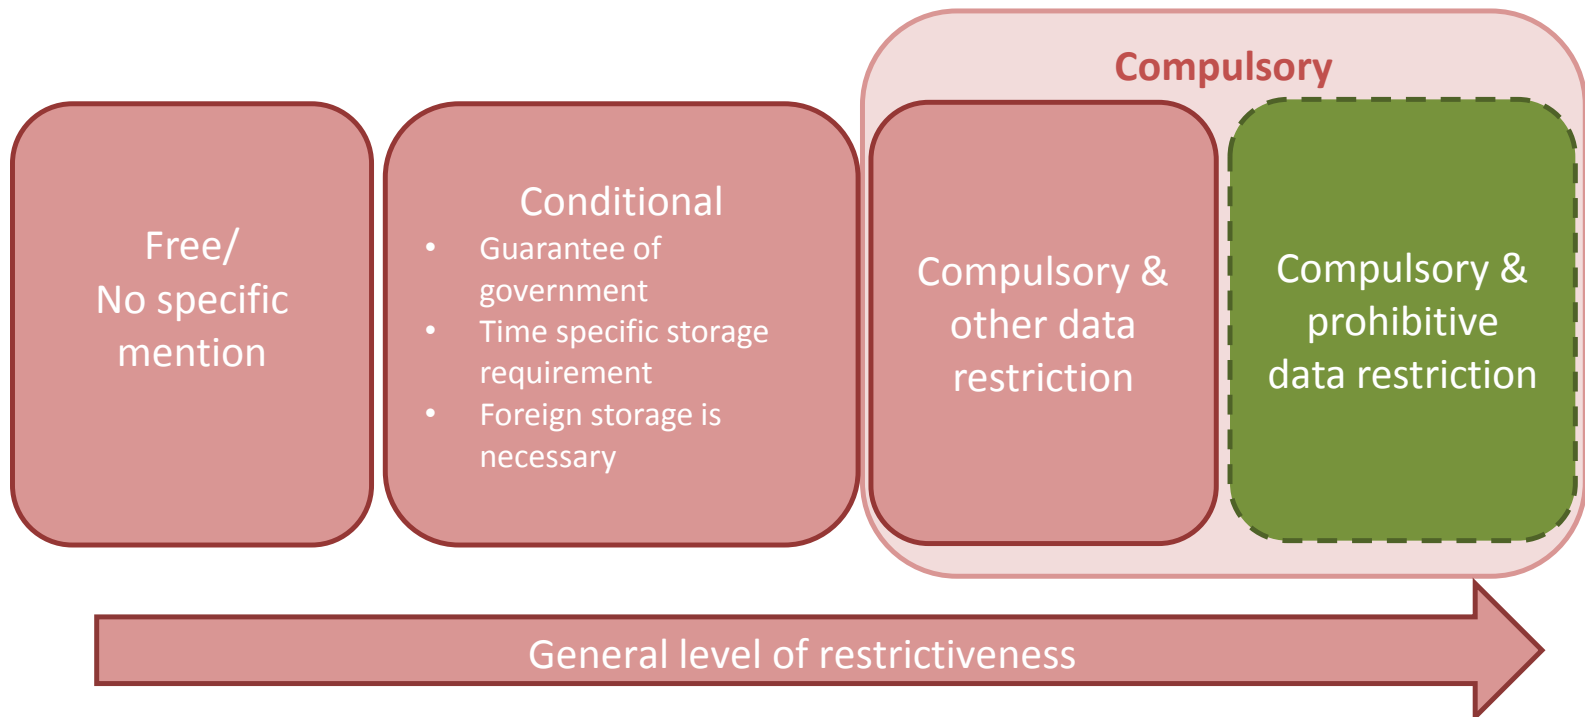 Compulsory
Free/
No specific
mention
Conditional
• Guarantee of
government
• Time specific storage
requirement
• Foreign storage is
necessary
Compulsory &
other data
restriction
Compulsory &
prohibitive
data restriction
General level of restrictiveness